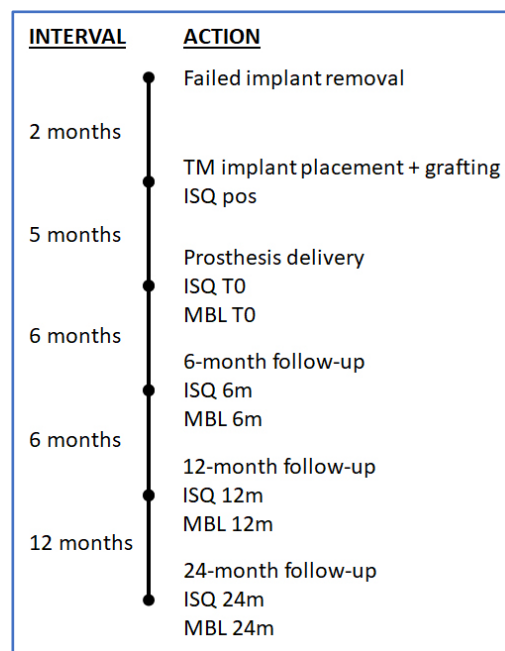 INTERVAL ACTION
Failed implant removal
2 months
TM implant placement + grafting
ISQ pos
5 months
Prosthesis delivery
ISQ T0
MBL T0
6 months
6-month follow-up
ISQ 6m
MBL 6m
6 months
12-month follow-up
ISQ 12m
MBL 12m
12 months
24-month follow-up
ISQ 24m
MBL 24m